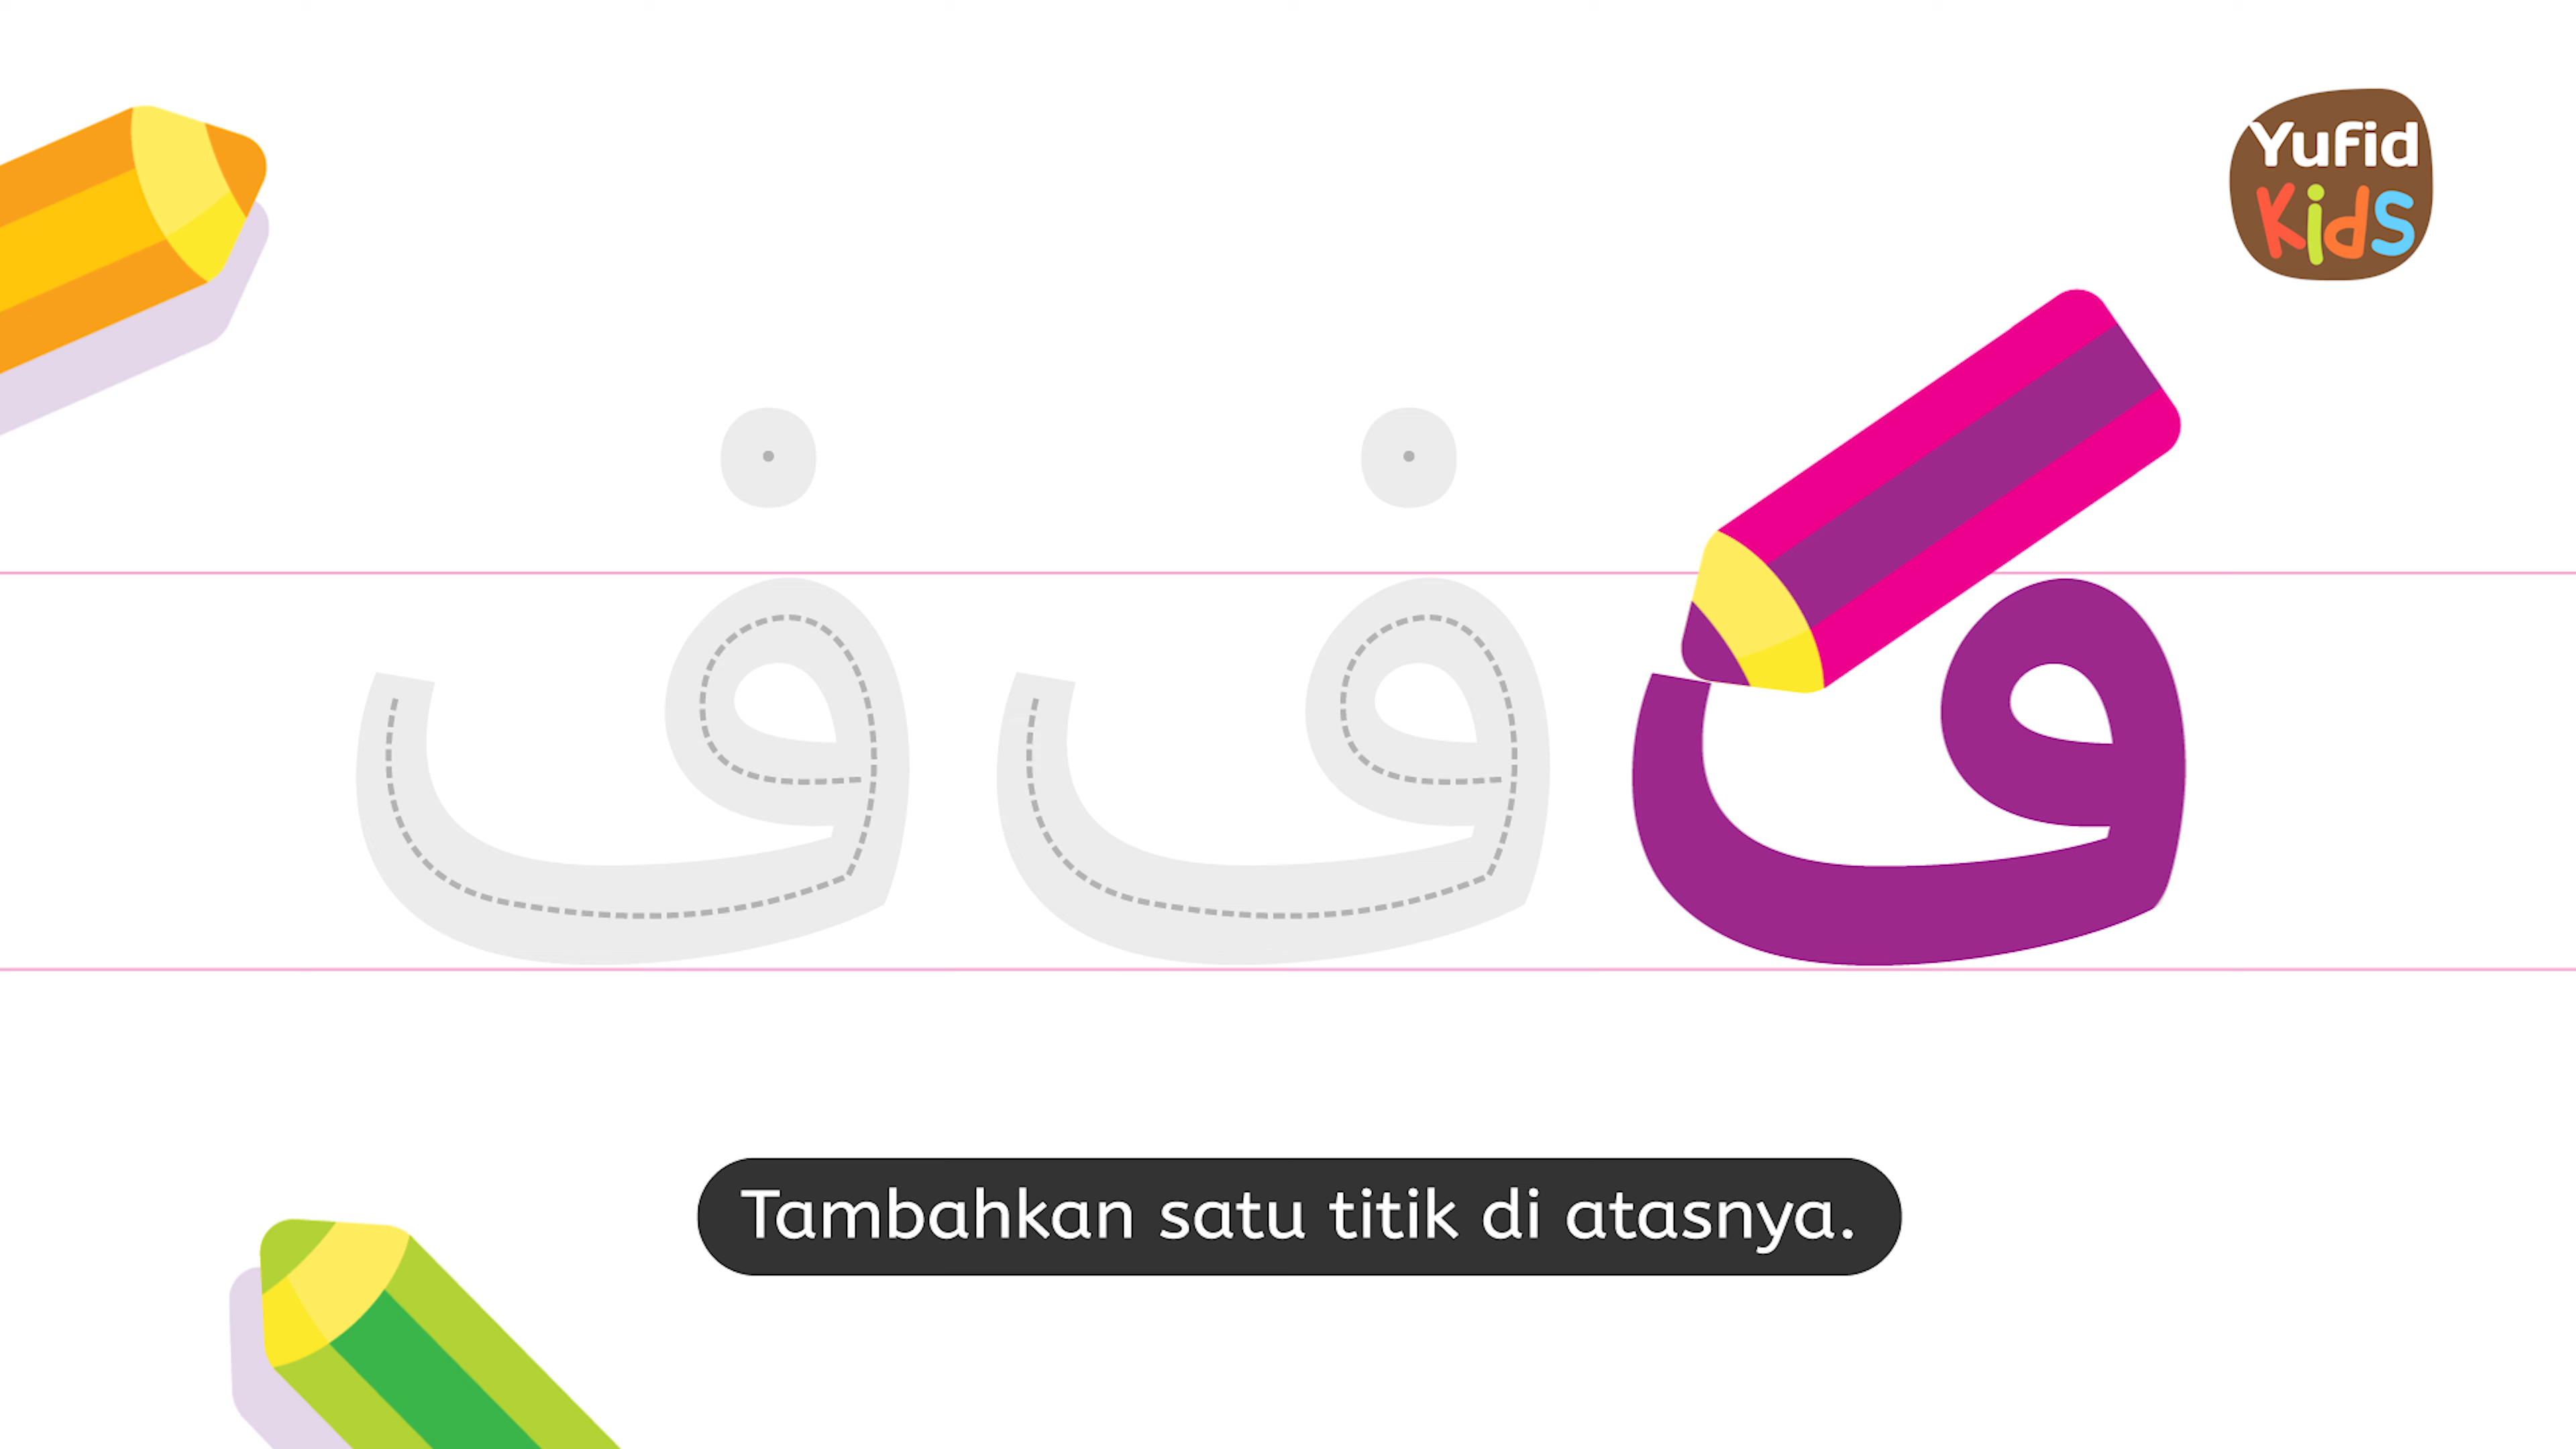 Yufid
Kids
ڡ ف ف
Tambahkan satu titik di atasnya.